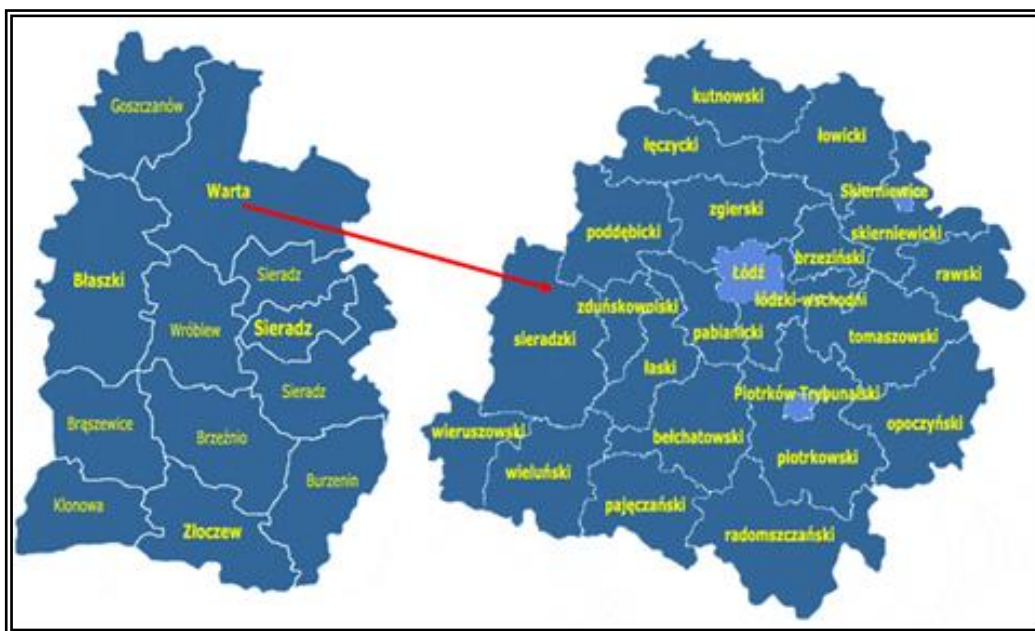 Goszczanów
Warta
Błaszki
Sieradz
Wróblew
Sieradz
Sieradz
Brąszewice
Brzeźnio
Burzenin
Klonowa
Złoczew
kutnowski
łęczycki
łowicki
Skierniewice
zgierski
poddębicki
skierniewicki
brzeziński
Łódź
rawski
zduńskowolski
łódzki-wschodni
sieradzki
pabianicki
tomaszowski
łaski
Piotrków Trybunalski
opoczyński
wieruszowski
bełchatowski
piotrkowski
wieluński
pajęczański
radomszczański